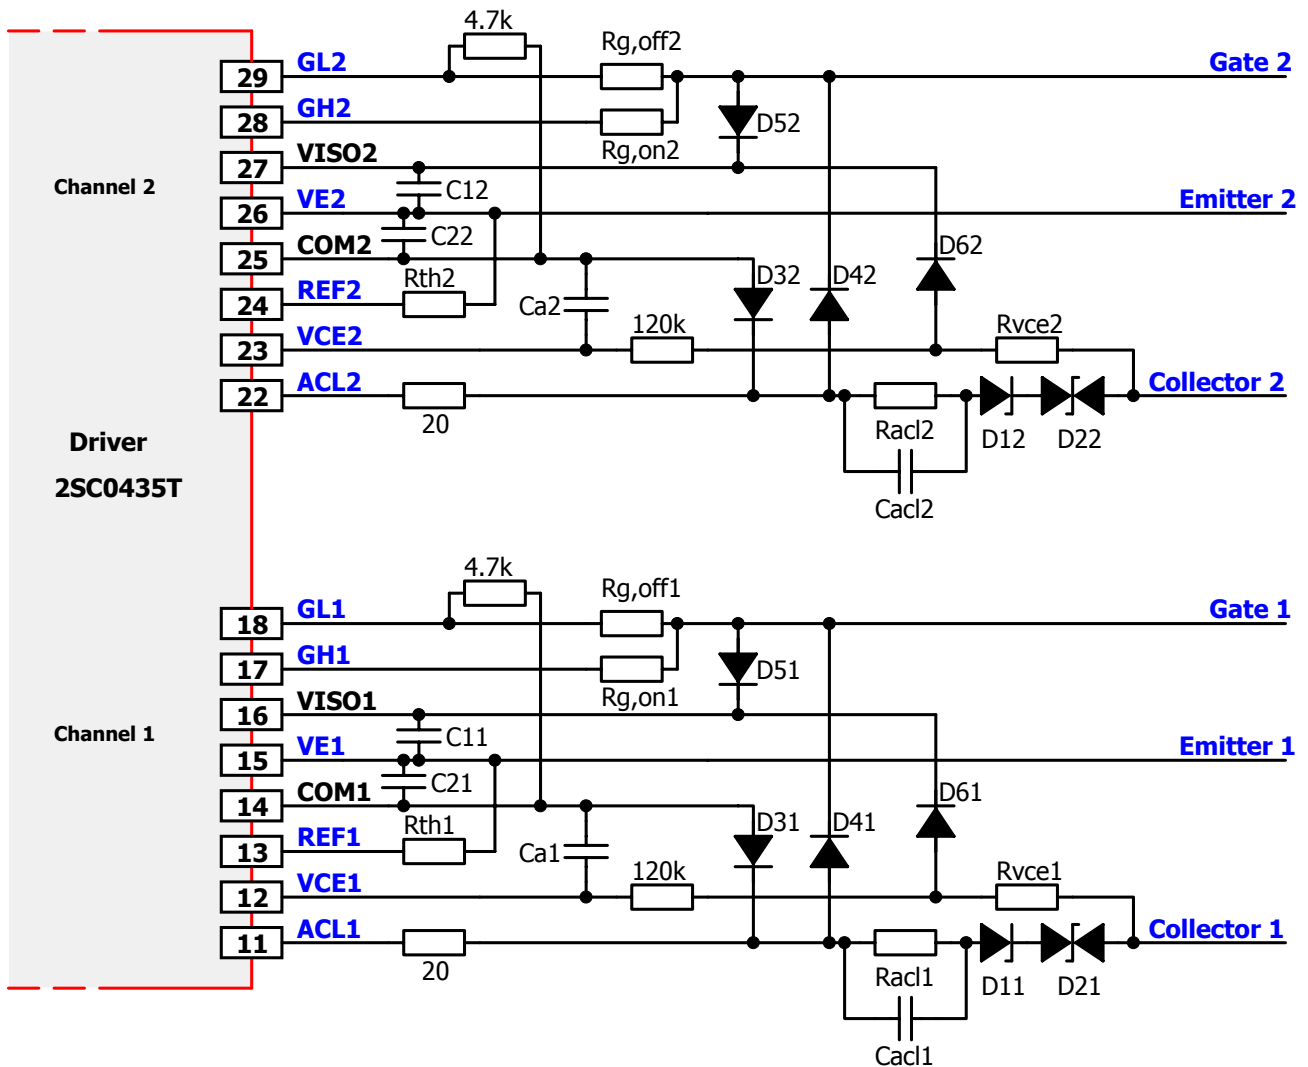 4.7k
Rg,off2
29
GL2
Gate 2
28
GH2
D52
Rg,on2
27
VISO2
Channel 2
C12
26
VE2
Emitter 2
C22
25
COM2
D62
Rth2
D32
D42
24
REF2
Ca2
120k
Rvce2
23
VCE2
22
ACL2
Collector 2
20
Racl2
D12
D22
Driver
2SC0435T
Cacl2
4.7k
Rg,off1
18
GL1
Gate 1
17
GH1
D51
Rg,on1
16
VISO1
Channel 1
C11
15
VE1
Emitter 1
C21
14
COM1
D61
Rth1
D31
D41
13
REF1
Ca1
120k
Rvce1
12
VCE1
11
ACL1
Collector 1
20
Racl1
D11
D21
Cacl1